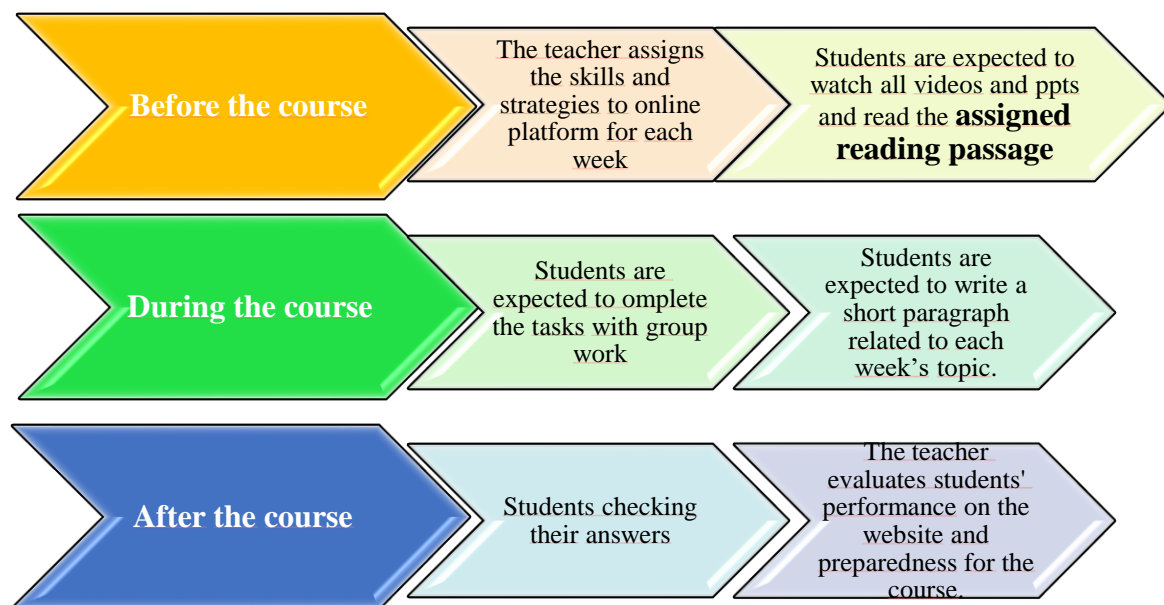 Before the course
The teacher assigns
the skills and
strategies to online
platform for each
week
Students are expected to
watch all videos and ppts
and read the assigned
reading passage
During the course
Students are
expected to omplete
the tasks with group
work
Students are
expected to write a
short paragraph
related to each
week’s topic.
After the course
Students checking
their answers
The teacher
evaluates students'
performance on the
website and
preparedness for the
course.